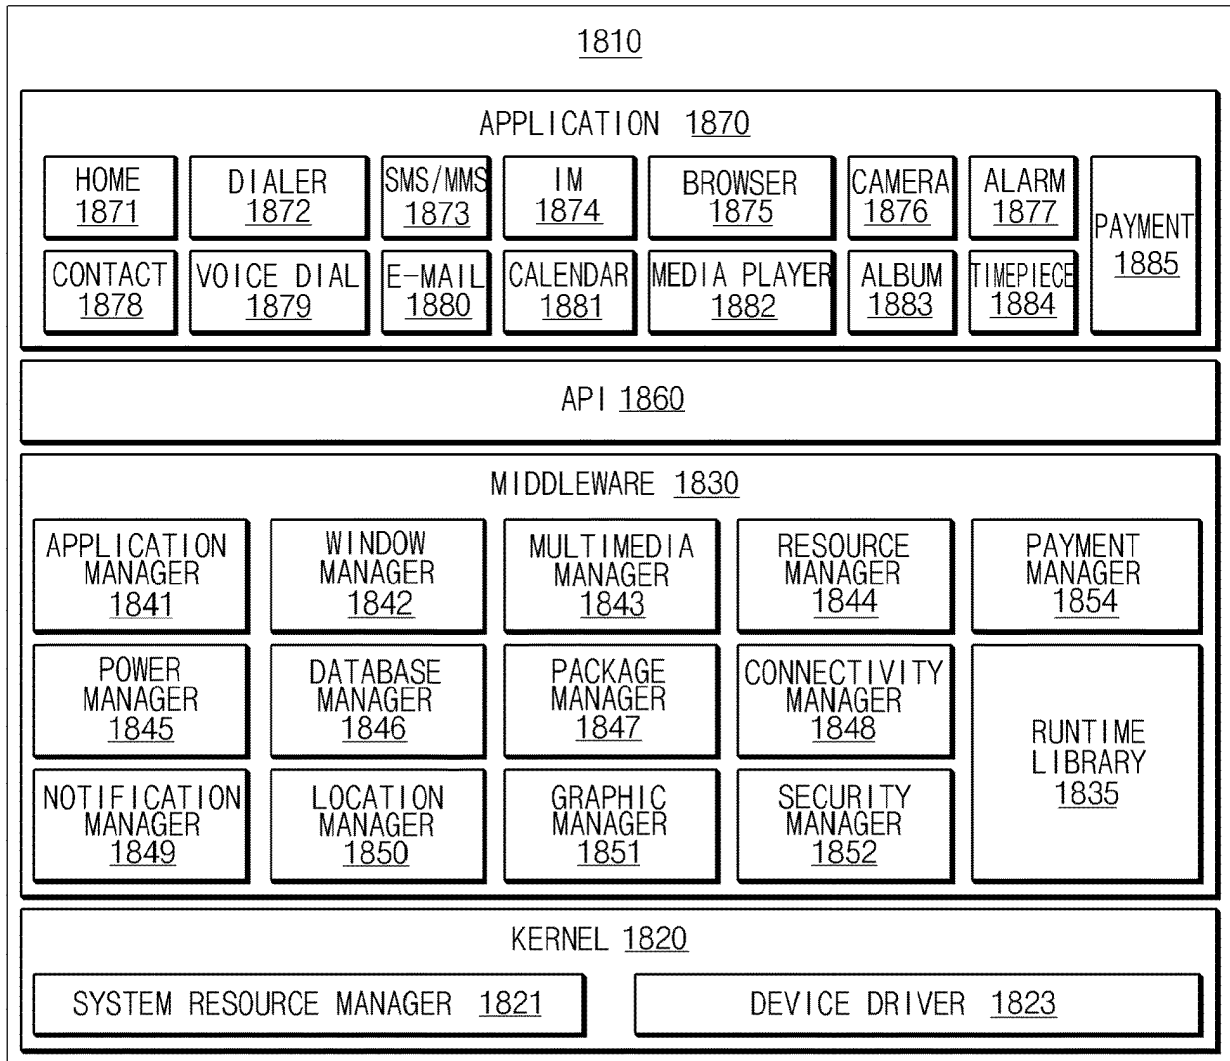 1810
APPLICATION 1870
HOME
1871
DIALER
1872
SMS/MMS
1873
IM
1874
BROWSER
1875
CAMERA
1876
ALARM
1877
PAYMENT
1885
CONTACT
1878
VOICE DIAL
1879
E-MAIL
1880
CALENDAR
1881
MEDIA PLAYER
1882
ALBUM
1883
TIMEPIECE
1884
API 1860
MIDDLEWARE 1830
APPLICATION
MANAGER
1841
WINDOW
MANAGER
1842
MULTIMEDIA
MANAGER
1843
RESOURCE
MANAGER
1844
PAYMENT
MANAGER
1854
POWER
MANAGER
1845
DATABASE
MANAGER
1846
PACKAGE
MANAGER
1847
CONNECTIVITY
MANAGER
1848
RUNTIME
LIBRARY
1835
NOTIFICATION
MANAGER
1849
LOCATION
MANAGER
1850
GRAPHIC
MANAGER
1851
SECURITY
MANAGER
1852
KERNEL 1820
SYSTEM RESOURCE MANAGER 1821
DEVICE DRIVER 1823